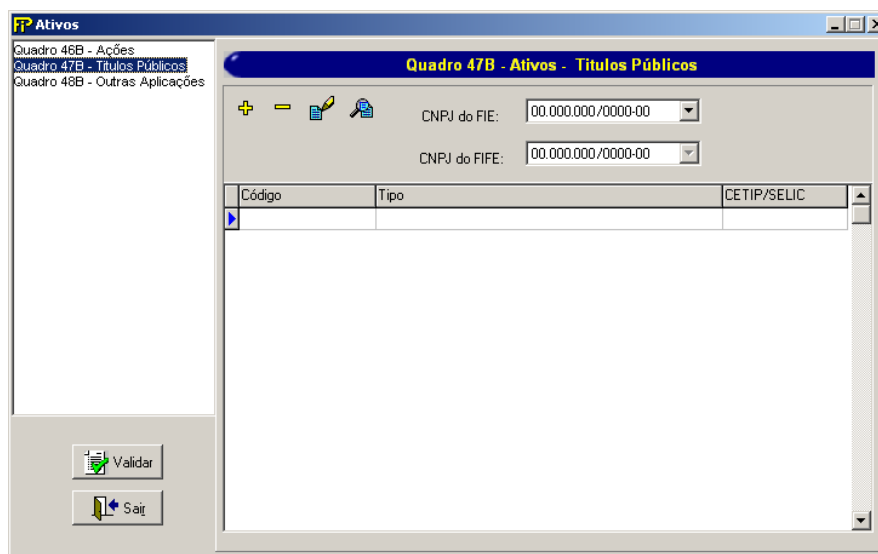 FIP Ativos
Quadro 46B - Ações
Quadro 47B - Titulos Públicos
Quadro 48B - Outras Aplicações
Quadro 47B - Ativos - Titulos Públicos
CNPJ do FIE: 00.000.000/0000-00
CNPJ do FIFE: 00.000.000/0000-00
Código Tipo CETIP/SELIC
Validar
Sair